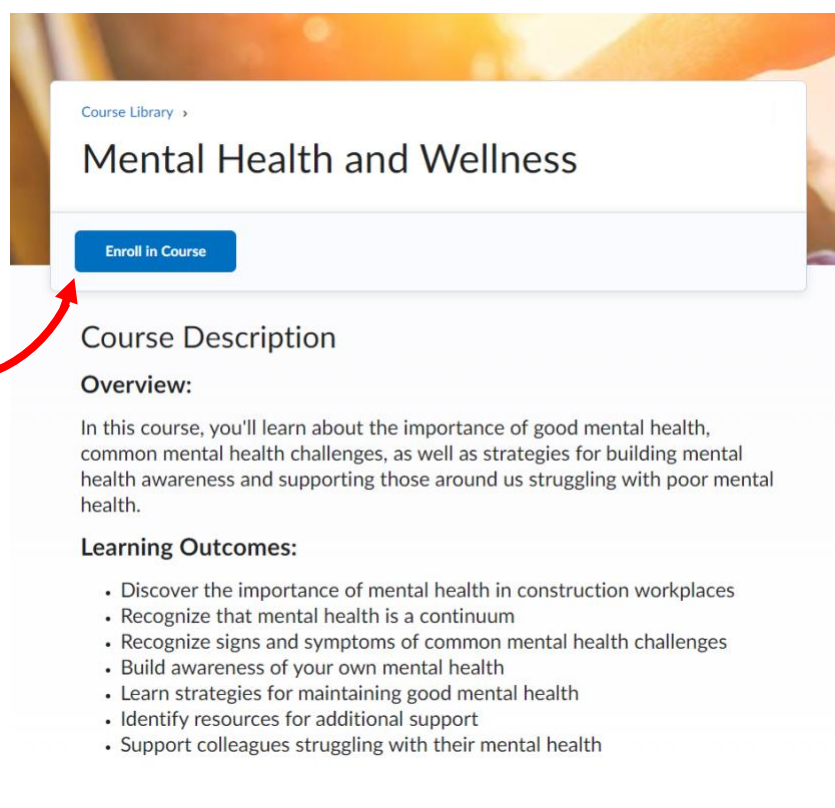 Course Library ›
Mental Health and Wellness
Enroll in Course
Course Description
Overview:
In this course, you'll learn about the importance of good mental health,
common mental health challenges, as well as strategies for building mental
health awareness and supporting those around us struggling with poor mental
health.
Learning Outcomes:
• Discover the importance of mental health in construction workplaces
• Recognize that mental health is a continuum
• Recognize signs and symptoms of common mental health challenges
• Build awareness of your own mental health
• Learn strategies for maintaining good mental health
• Identify resources for additional support
• Support colleagues struggling with their mental health